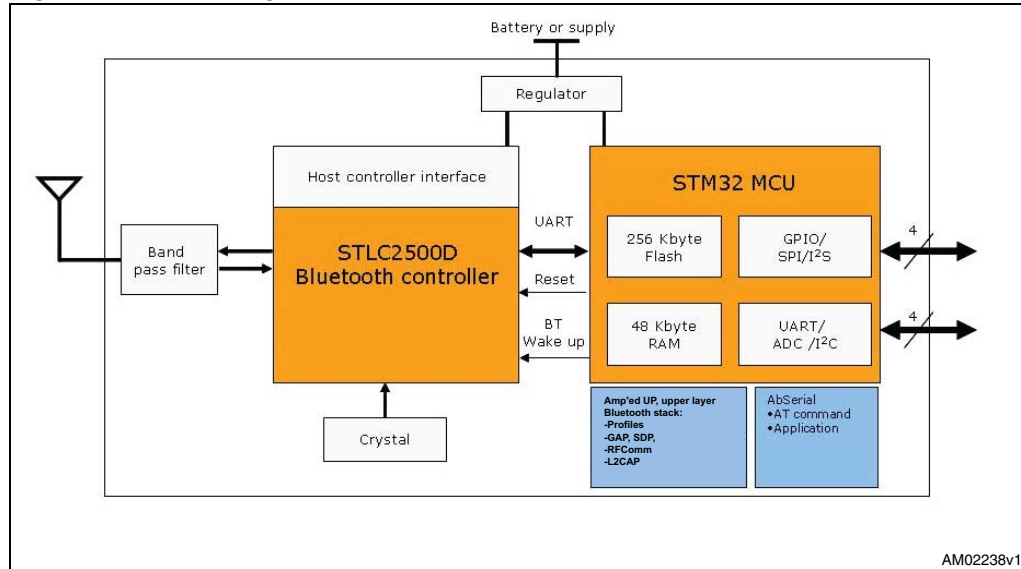 Battery or supply
Regulator
Host controller interface
STLC2500D
Bluetooth controller
Band
pass filter
Crystal
UART
Reset
BT
Wake up
STM32 MCU
256 Kbyte
Flash
GPIO/
SPI/I²S
48 Kbyte
RAM
UART/
ADC /I²C
4
4
Amp'ed UP, upper layer
Bluetooth stack:
-Profiles
-GAP, SDP,
-RFComm
-L2CAP
AbSerial
•AT command
•Application
AM02238v1